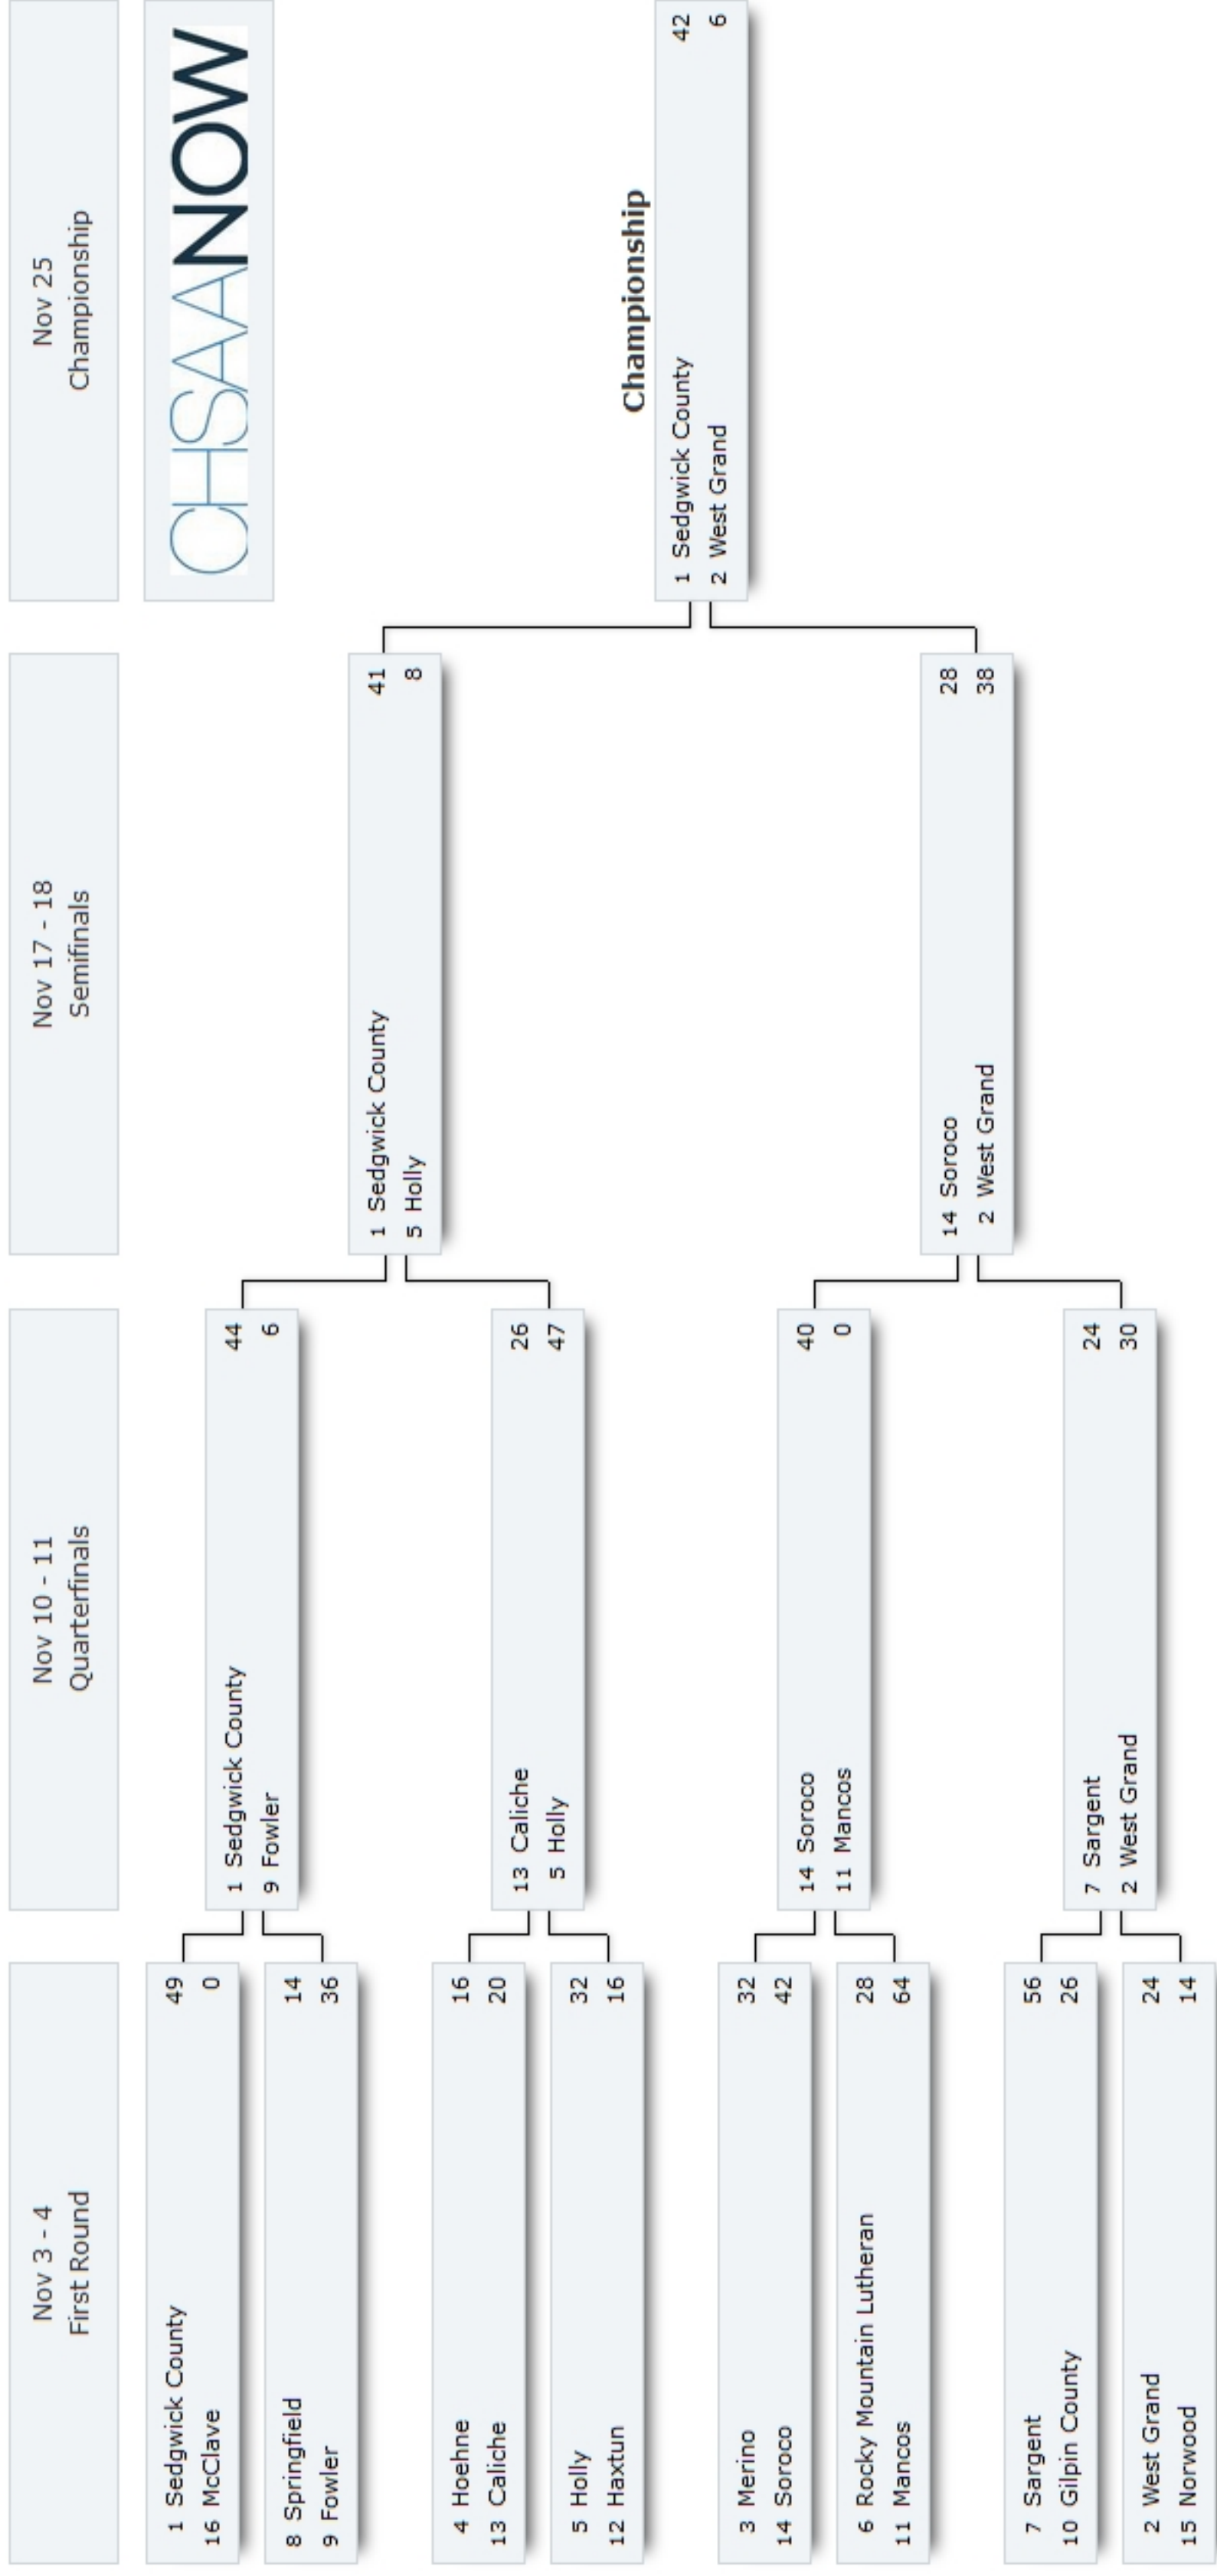 Nov 3 - 4
First Round
Nov 10 - 11
Quarterfinals
Nov 17 - 18
Semifinals
Nov 25
Championship
CHSAANOW
1 Sedgwick County 49
16 McClave 0
8 Springfield 14
9 Fowler 36
4 Hoehne 16
13 Caliche 20
5 Holly 32
12 Haxtun 16
3 Merino 32
14 Soroco 42
6 Rocky Mountain Lutheran 28
11 Mancos 64
7 Sargent 56
10 Gilpin County 26
2 West Grand 24
15 Norwood 14
1 Sedgwick County 44
9 Fowler 6
13 Caliche 26
5 Holly 47
14 Soroco 40
11 Mancos 0
7 Sargent 24
2 West Grand 30
1 Sedgwick County 41
5 Holly 8
14 Soroco 28
2 West Grand 38
Championship
1 Sedgwick County 42
2 West Grand 6